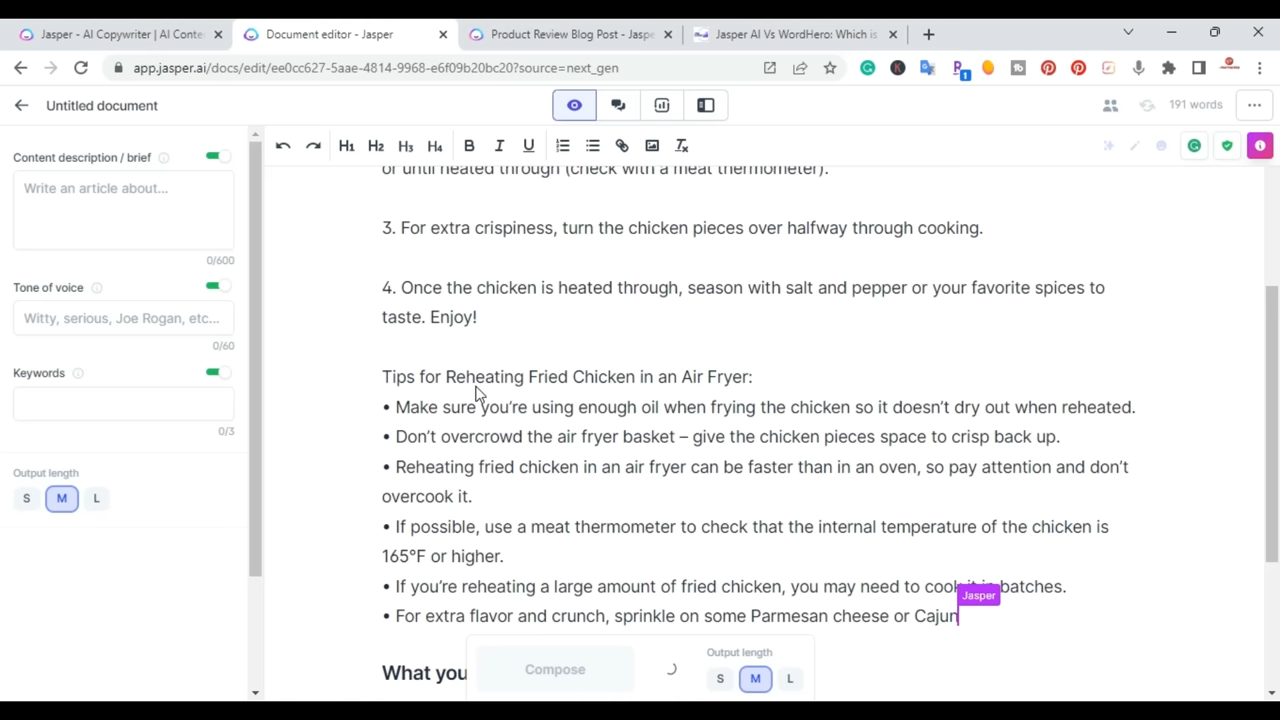 Jasper - AI Copywriter | AI Conte
Document editor - Jasper
Product Review Blog Post - Jaspe
Jasper AI Vs WordHero: Which is
app.jasper.ai/docs/edit/ee0cc627-5aae-4814-9968-e6f09b20bc20?source=next_gen
1
Untitled document
191 words
Content description / brief
Write an article about...
0/600
Tone of voice
Witty, serious, Joe Rogan, etc...
0/60
Keywords
0/3
Output length
S M L
H1 H2 H3 H4 B I U
or until heated through (check with a meat thermometer).
3. For extra crispiness, turn the chicken pieces over halfway through cooking.
4. Once the chicken is heated through, season with salt and pepper or your favorite spices to
taste. Enjoy!
Tips for Reheating Fried Chicken in an Air Fryer:
• Make sure you’re using enough oil when frying the chicken so it doesn’t dry out when reheated.
• Don’t overcrowd the air fryer basket – give the chicken pieces space to crisp back up.
• Reheating fried chicken in an air fryer can be faster than in an oven, so pay attention and don’t
overcook it.
• If possible, use a meat thermometer to check that the internal temperature of the chicken is
165°F or higher.
• If you’re reheating a large amount of fried chicken, you may need to cook it in batches.
Jasper
• For extra flavor and crunch, sprinkle on some Parmesan cheese or Cajun
What you
Compose
Output length
S M L